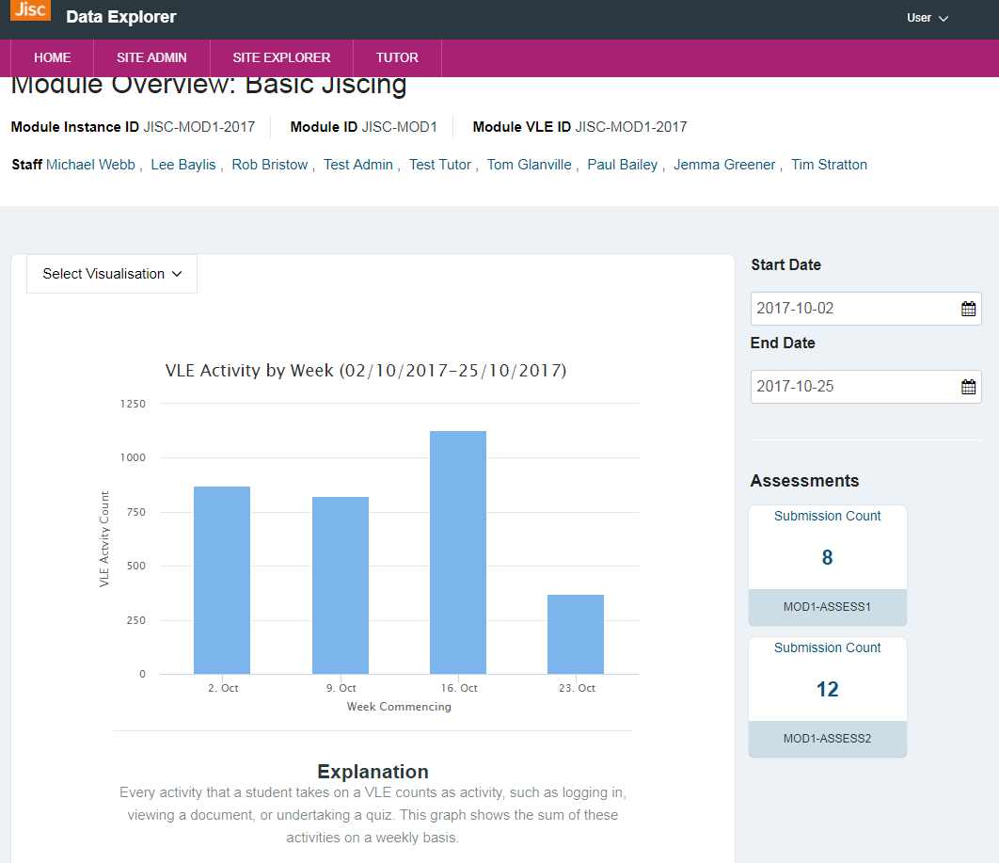 Jisc Data Explorer User
HOME SITE ADMIN SITE EXPLORER TUTOR
Module Overview: Basic Jiscing
Module Instance ID JISC-MOD1-2017 Module ID JISC-MOD1 Module VLE ID JISC-MOD1-2017
Staff Michael Webb , Lee Baylis , Rob Bristow , Test Admin , Test Tutor , Tom Glanville , Paul Bailey , Jemma Greener , Tim Stratton
Select Visualisation
VLE Activity by Week (02/10/2017-25/10/2017)
VLE Actvity Count
1250
1000
750
500
250
0
2. Oct 9. Oct 16. Oct 23. Oct
Week Commencing
Explanation
Every activity that a student takes on a VLE counts as activity, such as logging in,
viewing a document, or undertaking a quiz. This graph shows the sum of these
activities on a weekly basis.
Start Date
2017-10-02
End Date
2017-10-25
Assessments
Submission Count
8
MOD1-ASSESS1
Submission Count
12
MOD1-ASSESS2